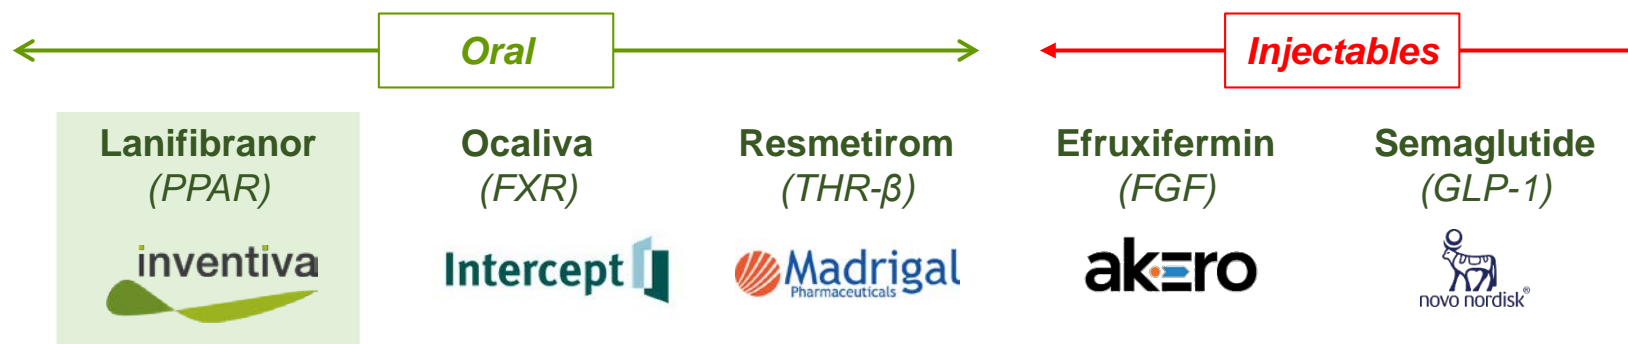 Oral
Injectables
Lanifibranor
(PPAR)
inventiva
Ocaliva
(FXR)
Intercept
Resmetirom
(THR-β)
Madrigal
Pharmaceuticals
Efruxifermin
(FGF)
akero
Semaglutide
(GLP-1)
novo nordisk®